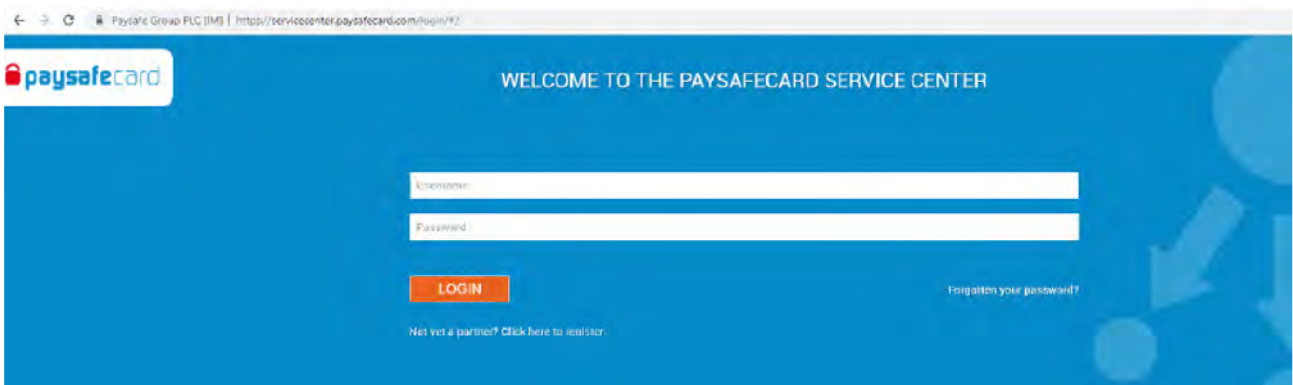 Paysafe Group PLC [IM] | https://servicecenter.paysafecard.com/login/#/
paysafecard
WELCOME TO THE PAYSAFECARD SERVICE CENTER
Username
Password
LOGIN
Forgotten your password?
Not yet a partner? Click here to register